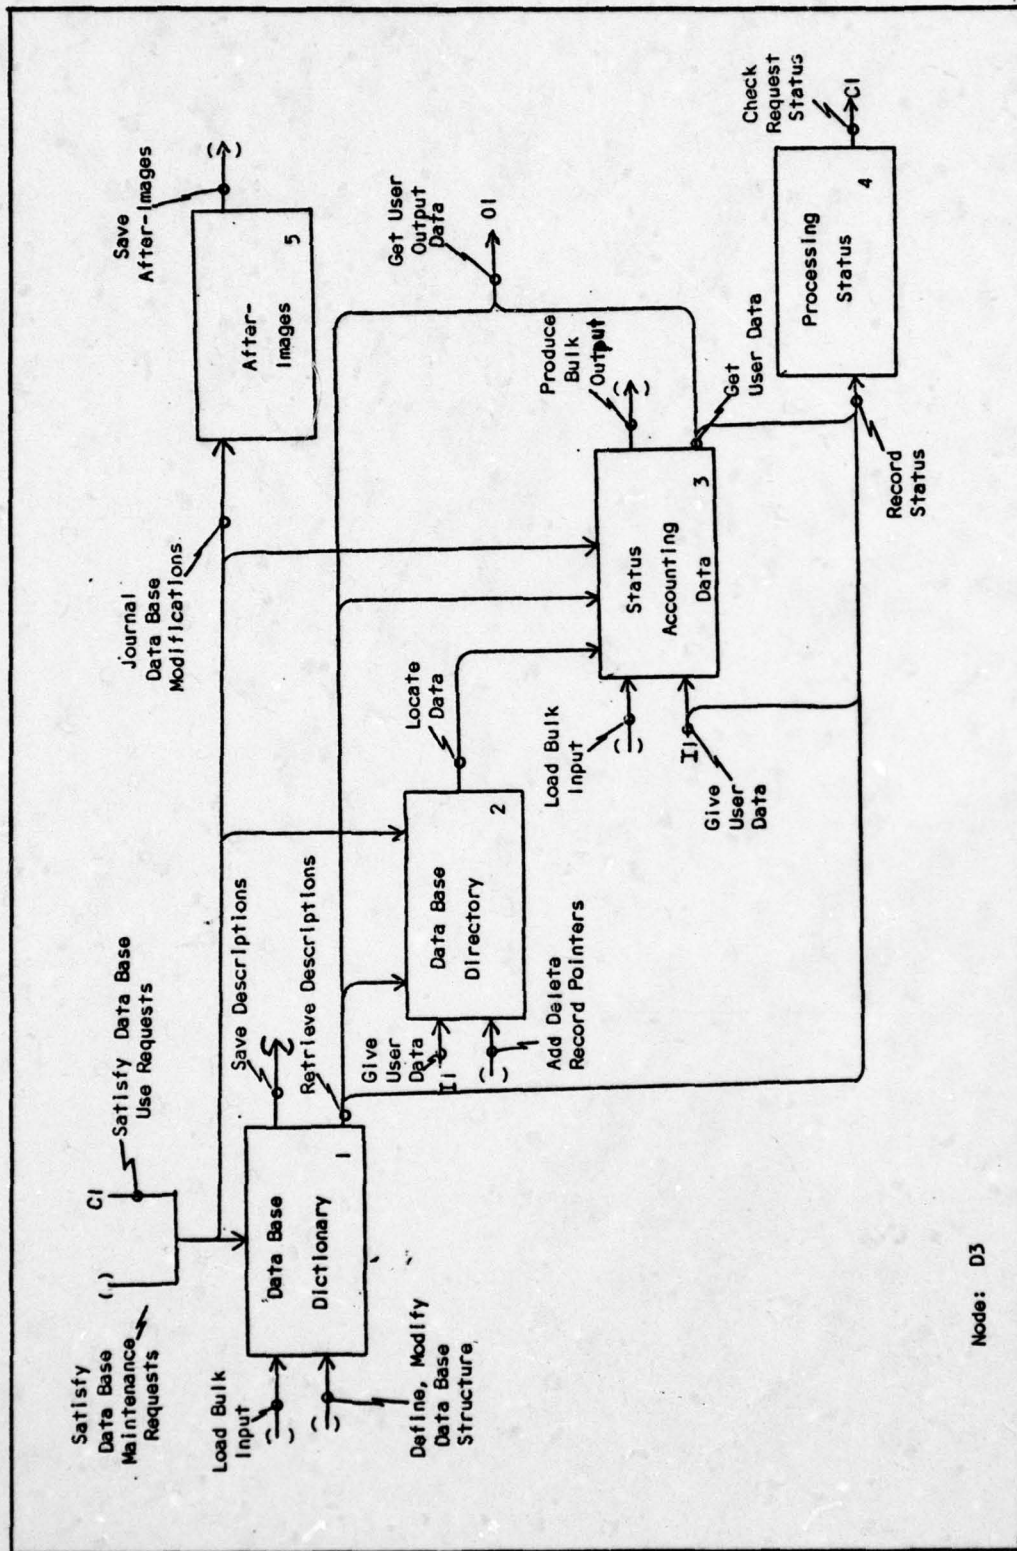 Satisfy
Data Base
Maintenance
Requests
( )
C1
Satisfy Data Base
Use Requests
Load Bulk
Input
( )
( )
Define, Modify
Data Base
Structure
Data Base
Dictionary
1
Save Descriptions
Retrieve Descriptions
Journal
Data Base
Modifications
Save
After-Images
( )
After-
Images
5
Give
User
Data
I1
( )
Add Delete
Record Pointers
Data Base
Directory
2
Locate
Data
Load Bulk
Input
( )
I1
Give
User
Data
Status
Accounting
Data
3
Produce
Bulk
Output
( )
Get User
Output
Data
O1
Get
User Data
Record
Status
Processing
Status
4
Check
Request
Status
C1
Node: D3